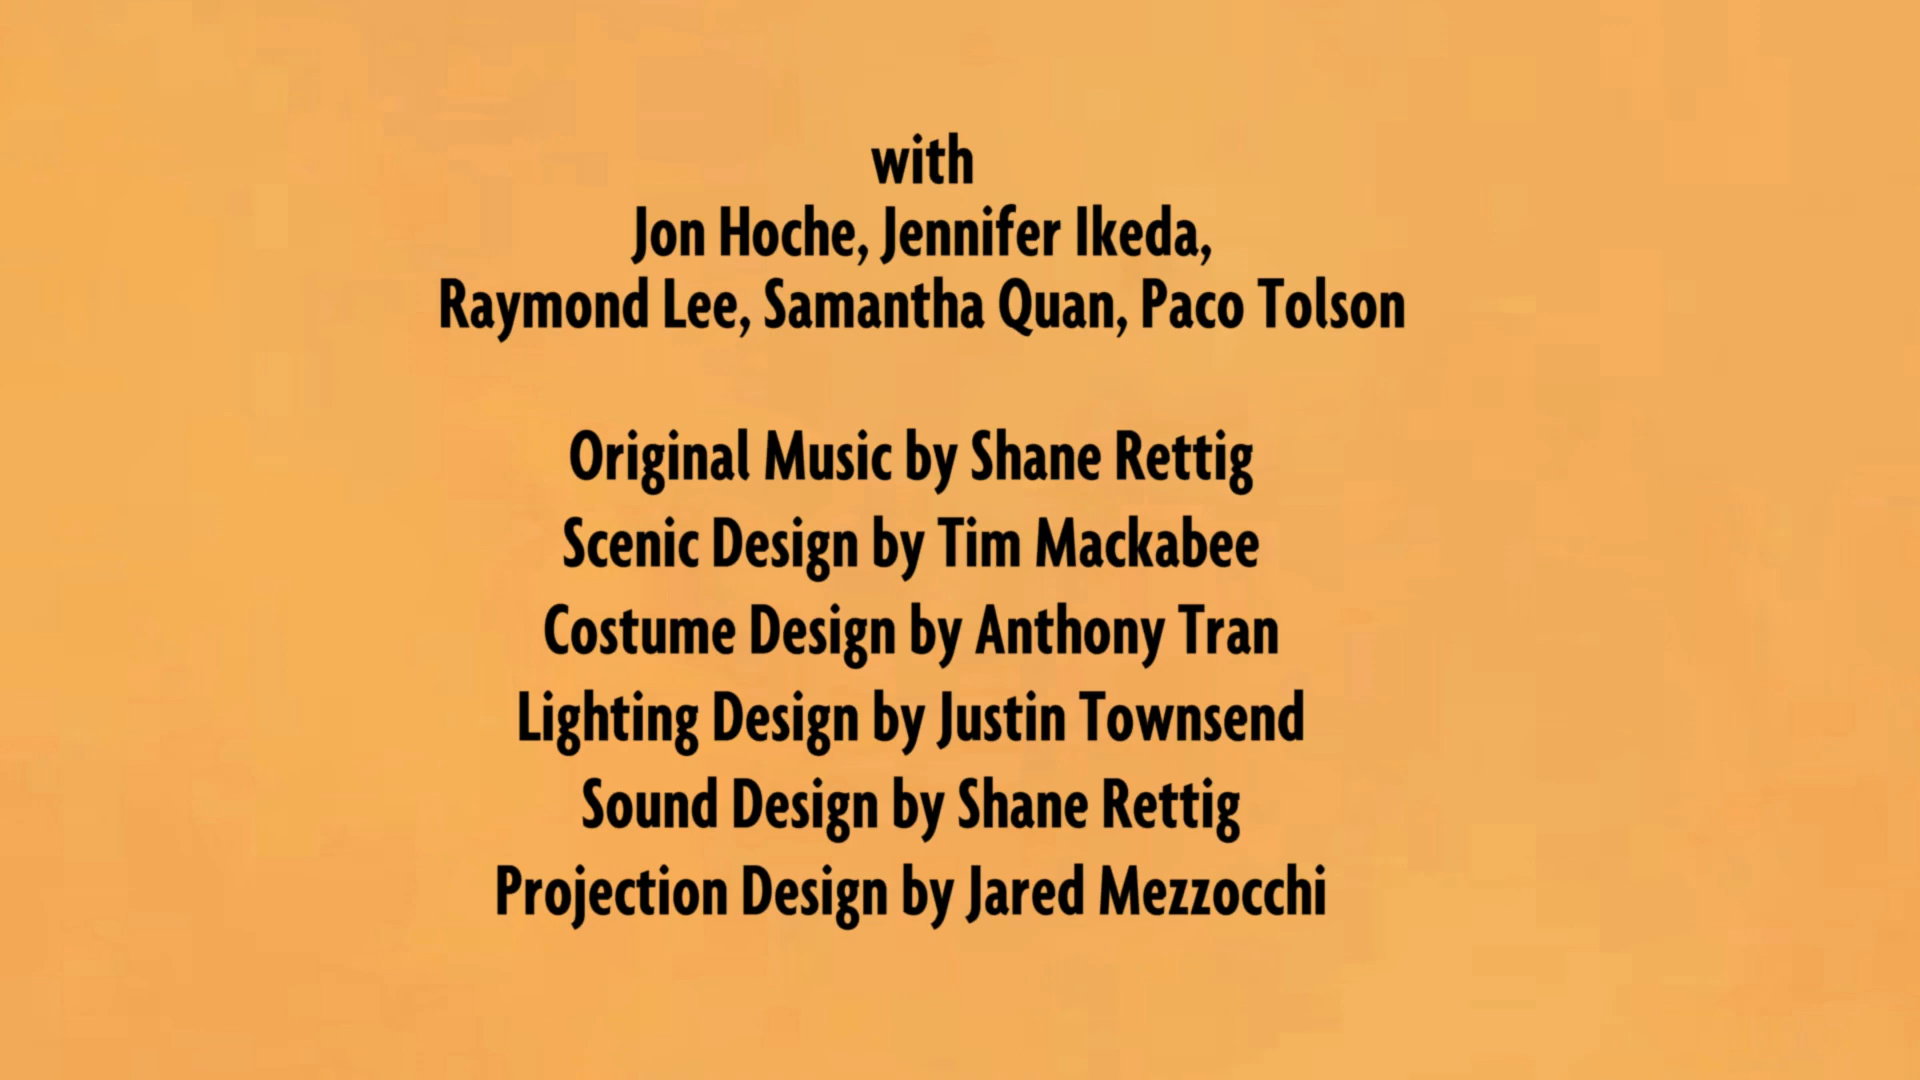 with
Jon Hoche, Jennifer Ikeda,
Raymond Lee, Samantha Quan, Paco Tolson
Original Music by Shane Rettig
Scenic Design by Tim Mackabee
Costume Design by Anthony Tran
Lighting Design by Justin Townsend
Sound Design by Shane Rettig
Projection Design by Jared Mezzocchi